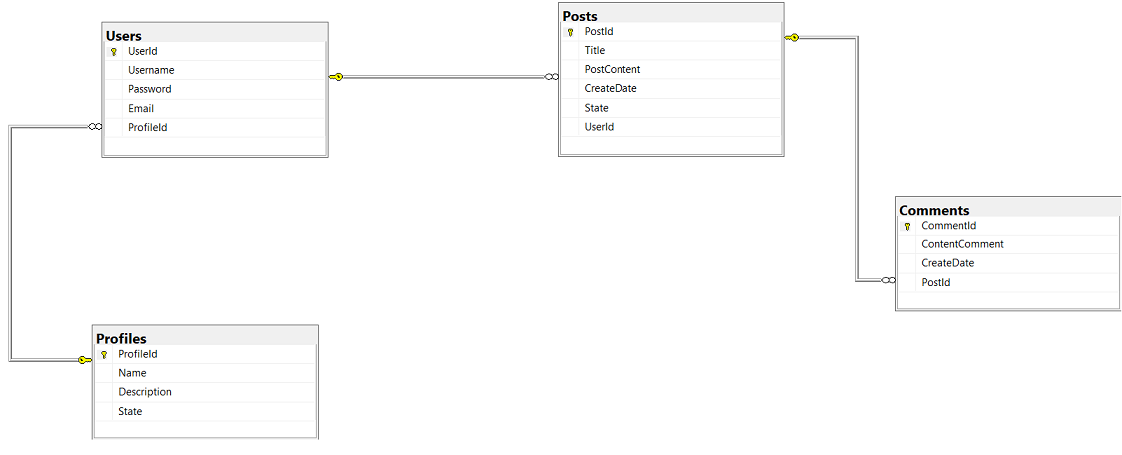 Users
UserId
Username
Password
Email
ProfileId
Posts
PostId
Title
PostContent
CreateDate
State
UserId
Comments
CommentId
ContentComment
CreateDate
PostId
Profiles
ProfileId
Name
Description
State